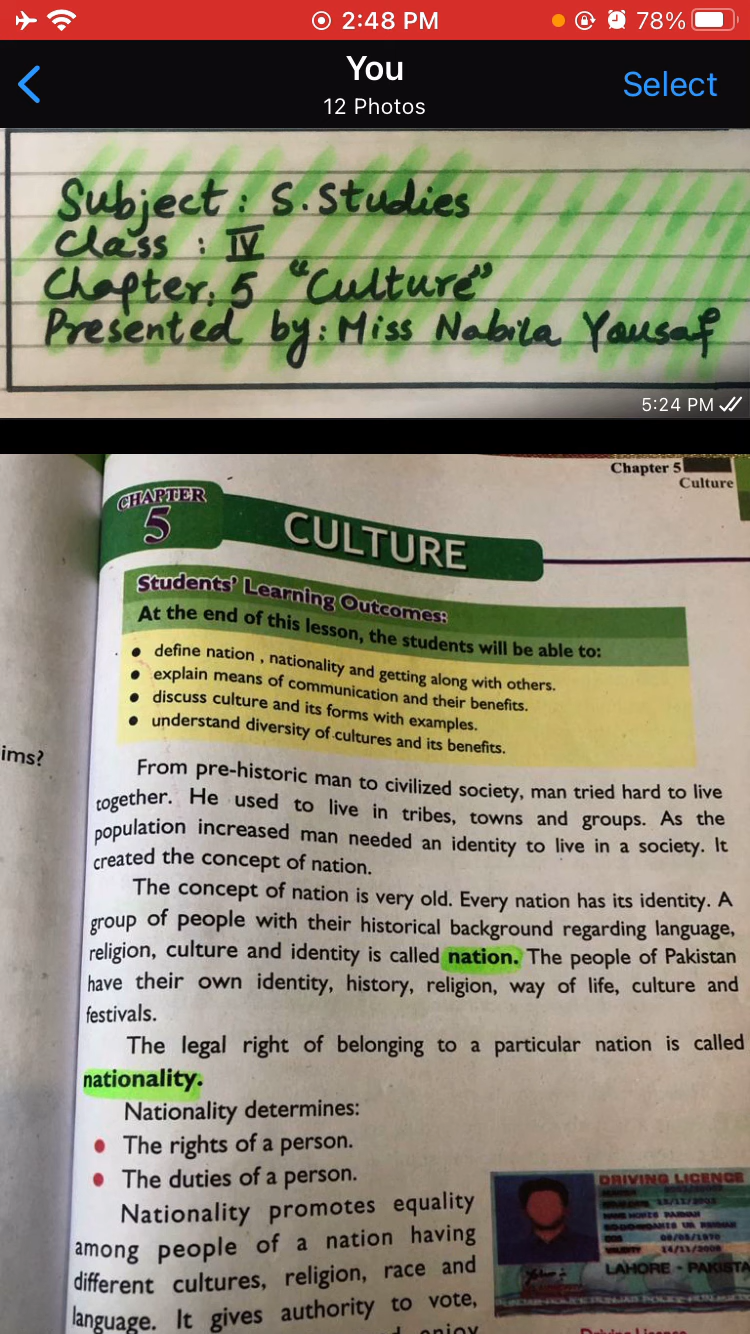 2:48 PM
78%
You
12 Photos
Select
Subject: S. Studies
Class : IV
Chapter: 5 "Culture"
Presented by: Miss Nabila Yousaf
5:24 PM
Chapter 5
Culture
CHAPTER
5
CULTURE
Students' Learning Outcomes:
At the end of this lesson, the students will be able to:
• define nation , nationality and getting along with others.
• explain means of communication and their benefits.
• discuss culture and its forms with examples.
• understand diversity of cultures and its benefits.
ims?
From pre-historic man to civilized society, man tried hard to live
together. He used to live in tribes, towns and groups. As the
population increased man needed an identity to live in a society. It
created the concept of nation.
The concept of nation is very old. Every nation has its identity. A
group of people with their historical background regarding language,
religion, culture and identity is called nation. The people of Pakistan
have their own identity, history, religion, way of life, culture and
festivals.
The legal right of belonging to a particular nation is called
nationality.
Nationality determines:
• The rights of a person.
• The duties of a person.
Nationality promotes equality
among people of a nation having
different cultures, religion, race and
language. It gives authority to vote,
enjoy
DRIVING LICENCE
VALIDITY
LAHORE - PAKISTA
Driving Licence